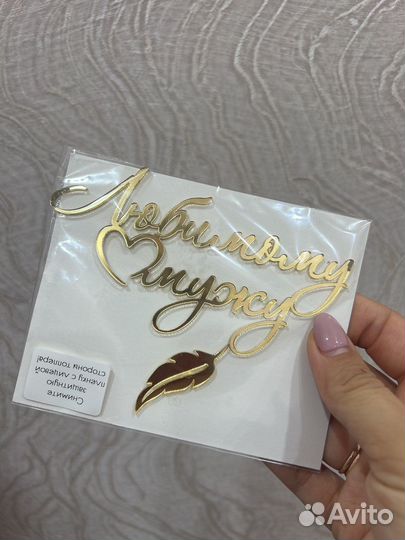 Любимому
мужу
Снимите
защитную
пленку с лицевой
стороны топпера!
Avito